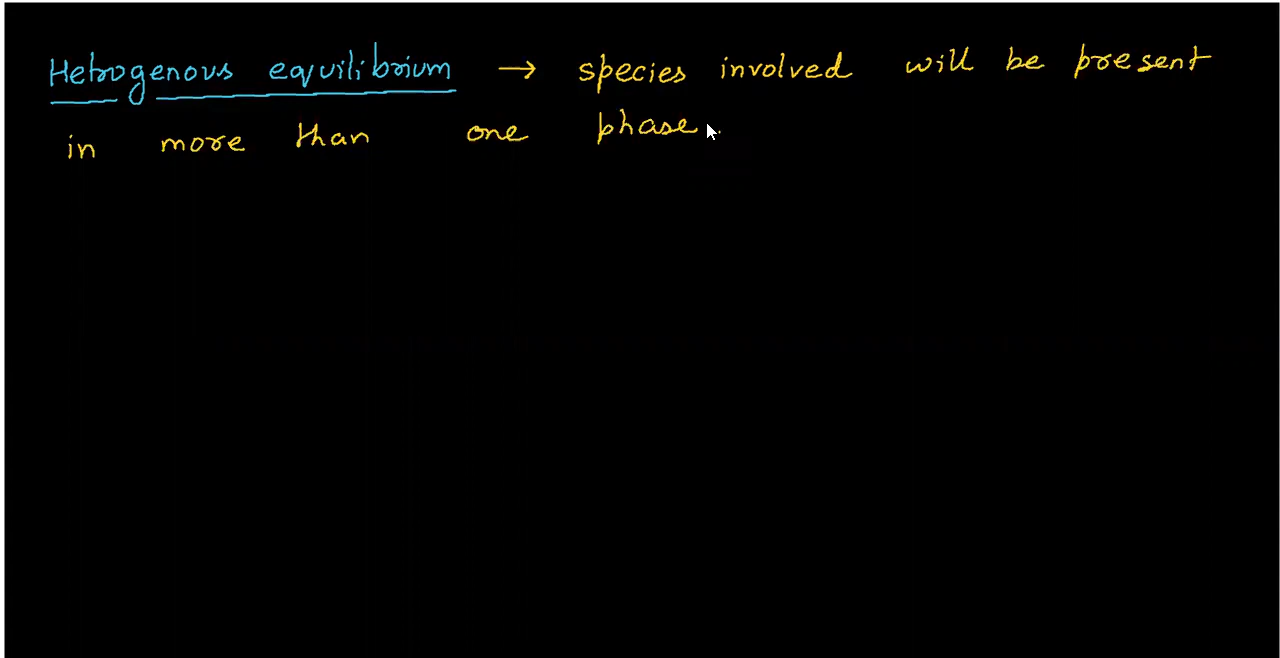 Hetrogenous equilibrium → species involved will be present
in more than one phase.